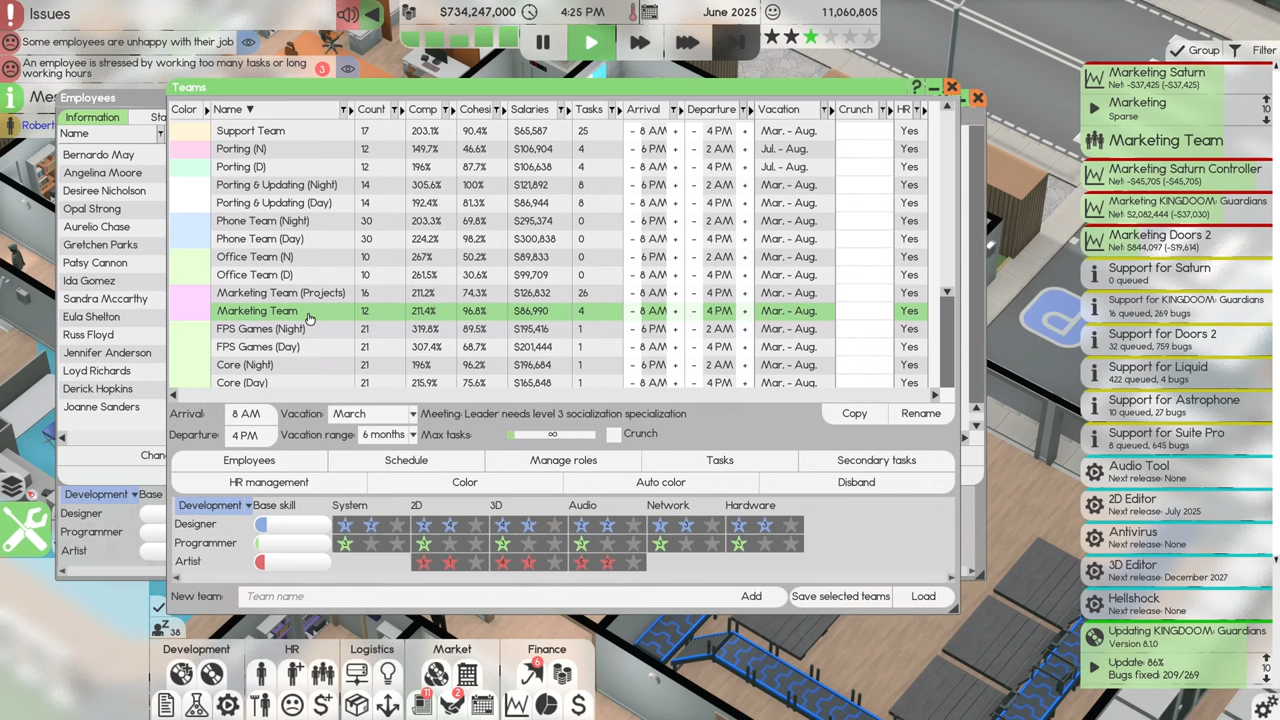 Issues
$734,247,000
4:25 PM
June 2025
11,060,805
Some employees are unhappy with their job
An employee is stressed by working too many tasks or long working hours
3
Group
Filter
Employees
Information
Name
Bernardo May
Angelina Moore
Desiree Nicholson
Opal Strong
Aurelio Chase
Gretchen Parks
Patsy Cannon
Ida Gomez
Sandra Mccarthy
Eula Shelton
Russ Floyd
Jennifer Anderson
Loyd Richards
Derick Hopkins
Joanne Sanders
Development
Base
Designer
Programmer
Artist
Teams
Color Name Count Comp Cohesi Salaries Tasks Arrival Departure Vacation Crunch HR
Support Team 17 203.1% 90.4% $65,587 25 - 8 AM + - 4 PM + Mar. - Aug. Yes
Porting (N) 12 149.7% 46.6% $106,904 4 - 6 PM + - 2 AM + Jul. - Aug. Yes
Porting (D) 12 196% 87.7% $106,638 4 - 8 AM + - 4 PM + Jul. - Aug. Yes
Porting & Updating (Night) 14 305.6% 100% $121,892 8 - 6 PM + - 2 AM + Mar. - Aug. Yes
Porting & Updating (Day) 14 192.4% 81.3% $86,944 8 - 8 AM + - 4 PM + Mar. - Aug. Yes
Phone Team (Night) 30 203.3% 69.8% $295,374 0 - 6 PM + - 2 AM + Mar. - Aug. Yes
Phone Team (Day) 30 224.2% 98.2% $300,838 0 - 8 AM + - 4 PM + Mar. - Aug. Yes
Office Team (N) 10 267% 50.2% $89,833 0 - 6 PM + - 2 AM + Mar. - Aug. Yes
Office Team (D) 10 261.5% 30.6% $99,709 0 - 8 AM + - 4 PM + Mar. - Aug. Yes
Marketing Team (Projects) 16 211.2% 74.3% $126,832 26 - 8 AM + - 4 PM + Mar. - Aug. Yes
Marketing Team 12 211.4% 96.8% $86,990 4 - 8 AM + - 4 PM + Mar. - Aug. Yes
FPS Games (Night) 21 319.8% 89.5% $195,416 1 - 6 PM + - 2 AM + Mar. - Aug. Yes
FPS Games (Day) 21 307.4% 86.7% $201,444 1 - 8 AM + - 4 PM + Mar. - Aug. Yes
Core (Night) 21 196% 96.2% $196,684 1 - 6 PM + - 2 AM + Mar. - Aug. Yes
Core (Day) 21 215.9% 75.6% $165,848 1 - 8 AM + - 4 PM + Mar. - Aug. Yes
Arrival: 8 AM Vacation: March Meeting: Leader needs level 3 socialization specialization Copy Rename
Departure: 4 PM Vacation range: 6 months Max tasks: ∞ Crunch
Employees Schedule Manage roles Tasks Secondary tasks
HR management Color Auto color Disband
Development Base skill System 2D 3D Audio Network Hardware
Designer
Programmer
Artist
New team: Team name Add Save selected teams Load
38
Development HR Logistics Market Finance
6
11
2
Marketing Saturn
Net: -$37,425 (-$37,425)
Marketing
Sparse
10
Marketing Team
Marketing Saturn Controller
Net: -$45,705 (-$45,705)
Marketing KINGDOOM: Guardians
Net: $2,082,444 (-$37,030)
Marketing Doors 2
Net: $844,097 (-$19,614)
Support for Saturn
0 queued
Support for KINGDOOM: Guardians
16 queued, 269 bugs
Support for Doors 2
32 queued, 759 bugs
Support for Liquid
422 queued, 4 bugs
Support for Astrophone
10 queued, 27 bugs
Support for Suite Pro
8 queued, 645 bugs
Audio Tool
Next release: None
2D Editor
Next release: July 2025
Antivirus
Next release: None
3D Editor
Next release: December 2027
Hellshock
Next release: None
Updating KINGDOOM: Guardians
Version 8.1.0
Update: 86%
Bugs fixed: 209/269
10